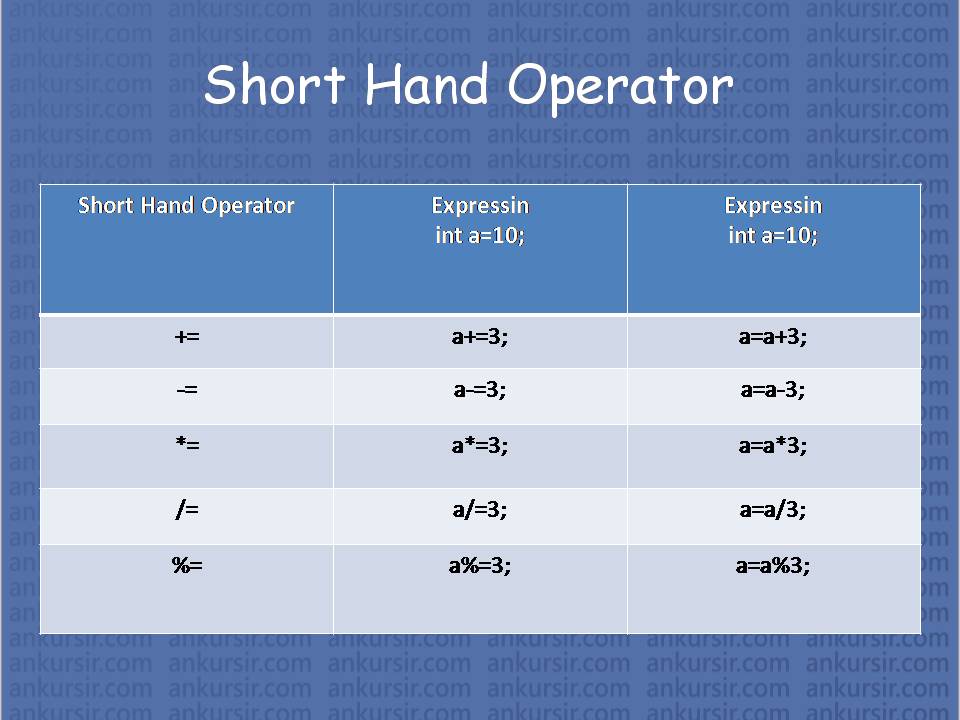 Short Hand Operator
Short Hand Operator
Expressin
int a=10;
Expressin
int a=10;
+=
a+=3;
a=a+3;
-=
a-=3;
a=a-3;
*=
a*=3;
a=a*3;
/=
a/=3;
a=a/3;
%=
a%=3;
a=a%3;
ankursir.com